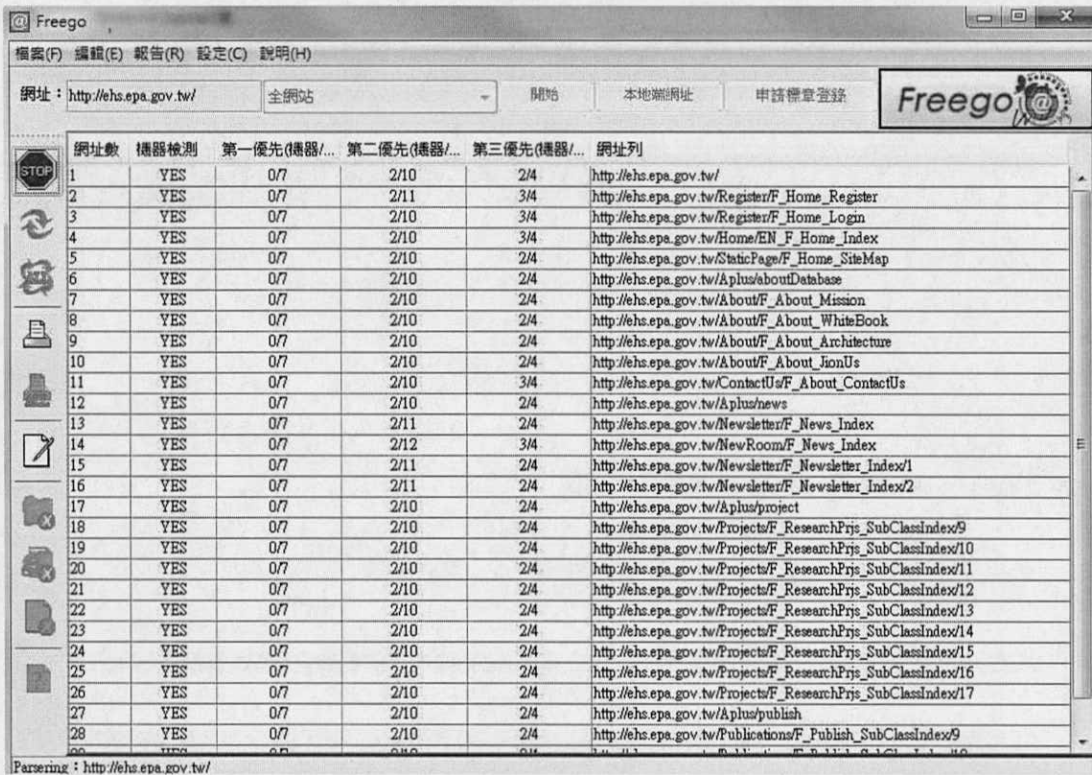 Freego
檔案(F) 編輯(E) 報告(R) 設定(C) 說明(H)
網址：http://ehs.epa.gov.tw/ 全網站 開始 本地端網址 申請標章登錄 Freego
網址數 機器檢測 第一優先(機器/... 第二優先(機器/... 第三優先(機器/... 網址列
STOP
1 YES 0/7 2/10 2/4 http://ehs.epa.gov.tw/
2 YES 0/7 2/11 3/4 http://ehs.epa.gov.tw/Register/F_Home_Register
3 YES 0/7 2/10 3/4 http://ehs.epa.gov.tw/Register/F_Home_Login
4 YES 0/7 2/10 3/4 http://ehs.epa.gov.tw/Home/EN_F_Home_Index
5 YES 0/7 2/10 2/4 http://ehs.epa.gov.tw/StaticPage/F_Home_SiteMap
6 YES 0/7 2/10 2/4 http://ehs.epa.gov.tw/Aplus/aboutDatabase
7 YES 0/7 2/10 2/4 http://ehs.epa.gov.tw/About/F_About_Mission
8 YES 0/7 2/10 2/4 http://ehs.epa.gov.tw/About/F_About_WhiteBook
9 YES 0/7 2/10 2/4 http://ehs.epa.gov.tw/About/F_About_Architecture
10 YES 0/7 2/10 2/4 http://ehs.epa.gov.tw/About/F_About_JionUs
11 YES 0/7 2/10 3/4 http://ehs.epa.gov.tw/ContactUs/F_About_ContactUs
12 YES 0/7 2/10 2/4 http://ehs.epa.gov.tw/Aplus/news
13 YES 0/7 2/11 2/4 http://ehs.epa.gov.tw/Newsletter/F_News_Index
14 YES 0/7 2/12 3/4 http://ehs.epa.gov.tw/NewRoom/F_News_Index
15 YES 0/7 2/11 2/4 http://ehs.epa.gov.tw/Newsletter/F_Newsletter_Index/1
16 YES 0/7 2/11 2/4 http://ehs.epa.gov.tw/Newsletter/F_Newsletter_Index/2
17 YES 0/7 2/10 2/4 http://ehs.epa.gov.tw/Aplus/project
18 YES 0/7 2/10 2/4 http://ehs.epa.gov.tw/Projects/F_ResearchPrjs_SubClassIndex/9
19 YES 0/7 2/10 2/4 http://ehs.epa.gov.tw/Projects/F_ResearchPrjs_SubClassIndex/10
20 YES 0/7 2/10 2/4 http://ehs.epa.gov.tw/Projects/F_ResearchPrjs_SubClassIndex/11
21 YES 0/7 2/10 2/4 http://ehs.epa.gov.tw/Projects/F_ResearchPrjs_SubClassIndex/12
22 YES 0/7 2/10 2/4 http://ehs.epa.gov.tw/Projects/F_ResearchPrjs_SubClassIndex/13
23 YES 0/7 2/10 2/4 http://ehs.epa.gov.tw/Projects/F_ResearchPrjs_SubClassIndex/14
24 YES 0/7 2/10 2/4 http://ehs.epa.gov.tw/Projects/F_ResearchPrjs_SubClassIndex/15
25 YES 0/7 2/10 2/4 http://ehs.epa.gov.tw/Projects/F_ResearchPrjs_SubClassIndex/16
26 YES 0/7 2/10 2/4 http://ehs.epa.gov.tw/Projects/F_ResearchPrjs_SubClassIndex/17
27 YES 0/7 2/10 2/4 http://ehs.epa.gov.tw/Aplus/publish
28 YES 0/7 2/10 2/4 http://ehs.epa.gov.tw/Publications/F_Publish_SubClassIndex/9
Parsering：http://ehs.epa.gov.tw/